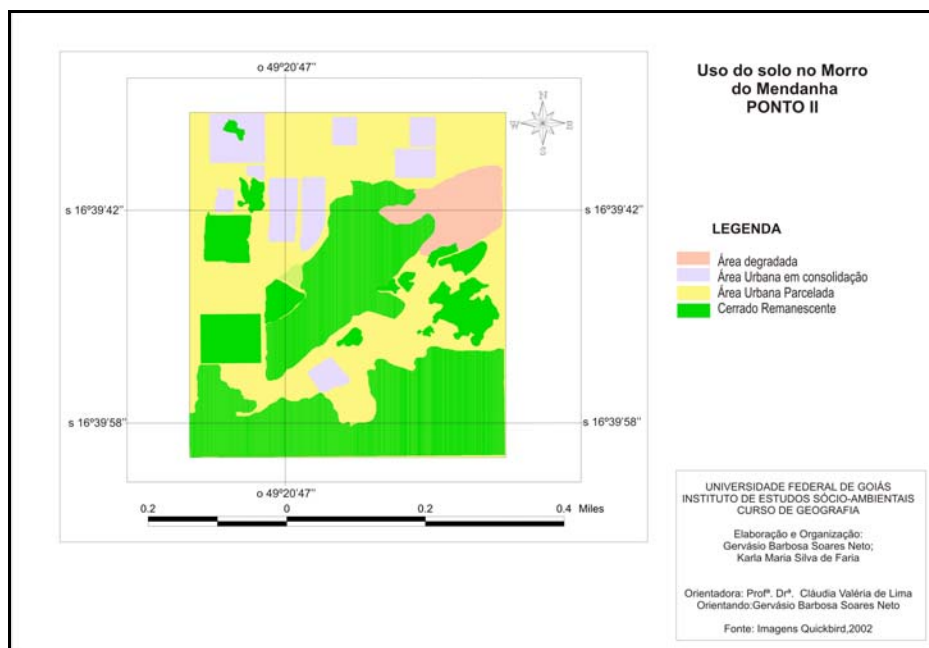 o 49º20'47''
Uso do solo no Morro
do Mendanha
PONTO II
N
W E
S
s 16º39'42'' s 16º39'42''
LEGENDA
Área degradada
Área Urbana em consolidação
Área Urbana Parcelada
Cerrado Remanescente
s 16º39'58'' s 16º39'58''
o 49º20'47''
0.2 0 0.2 0.4 Miles
UNIVERSIDADE FEDERAL DE GOIÁS
INSTITUTO DE ESTUDOS SÓCIO-AMBIENTAIS
CURSO DE GEOGRAFIA
Elaboração e Organização:
Gervásio Barbosa Soares Neto;
Karla Maria Silva de Faria
Orientadora: Profª. Drª. Cláudia Valéria de Lima
Orientando:Gervásio Barbosa Soares Neto
Fonte: Imagens Quickbird,2002